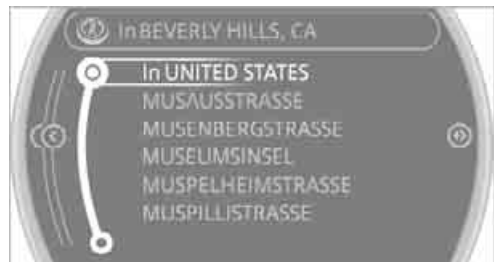 In BEVERLY HILLS, CA
In UNITED STATES
MUSAUSSTRASSE
MUSENBERGSTRASSE
MUSEUMSINSEL
MUSPELHEIMSTRASSE
MUSPILLISTRASSE